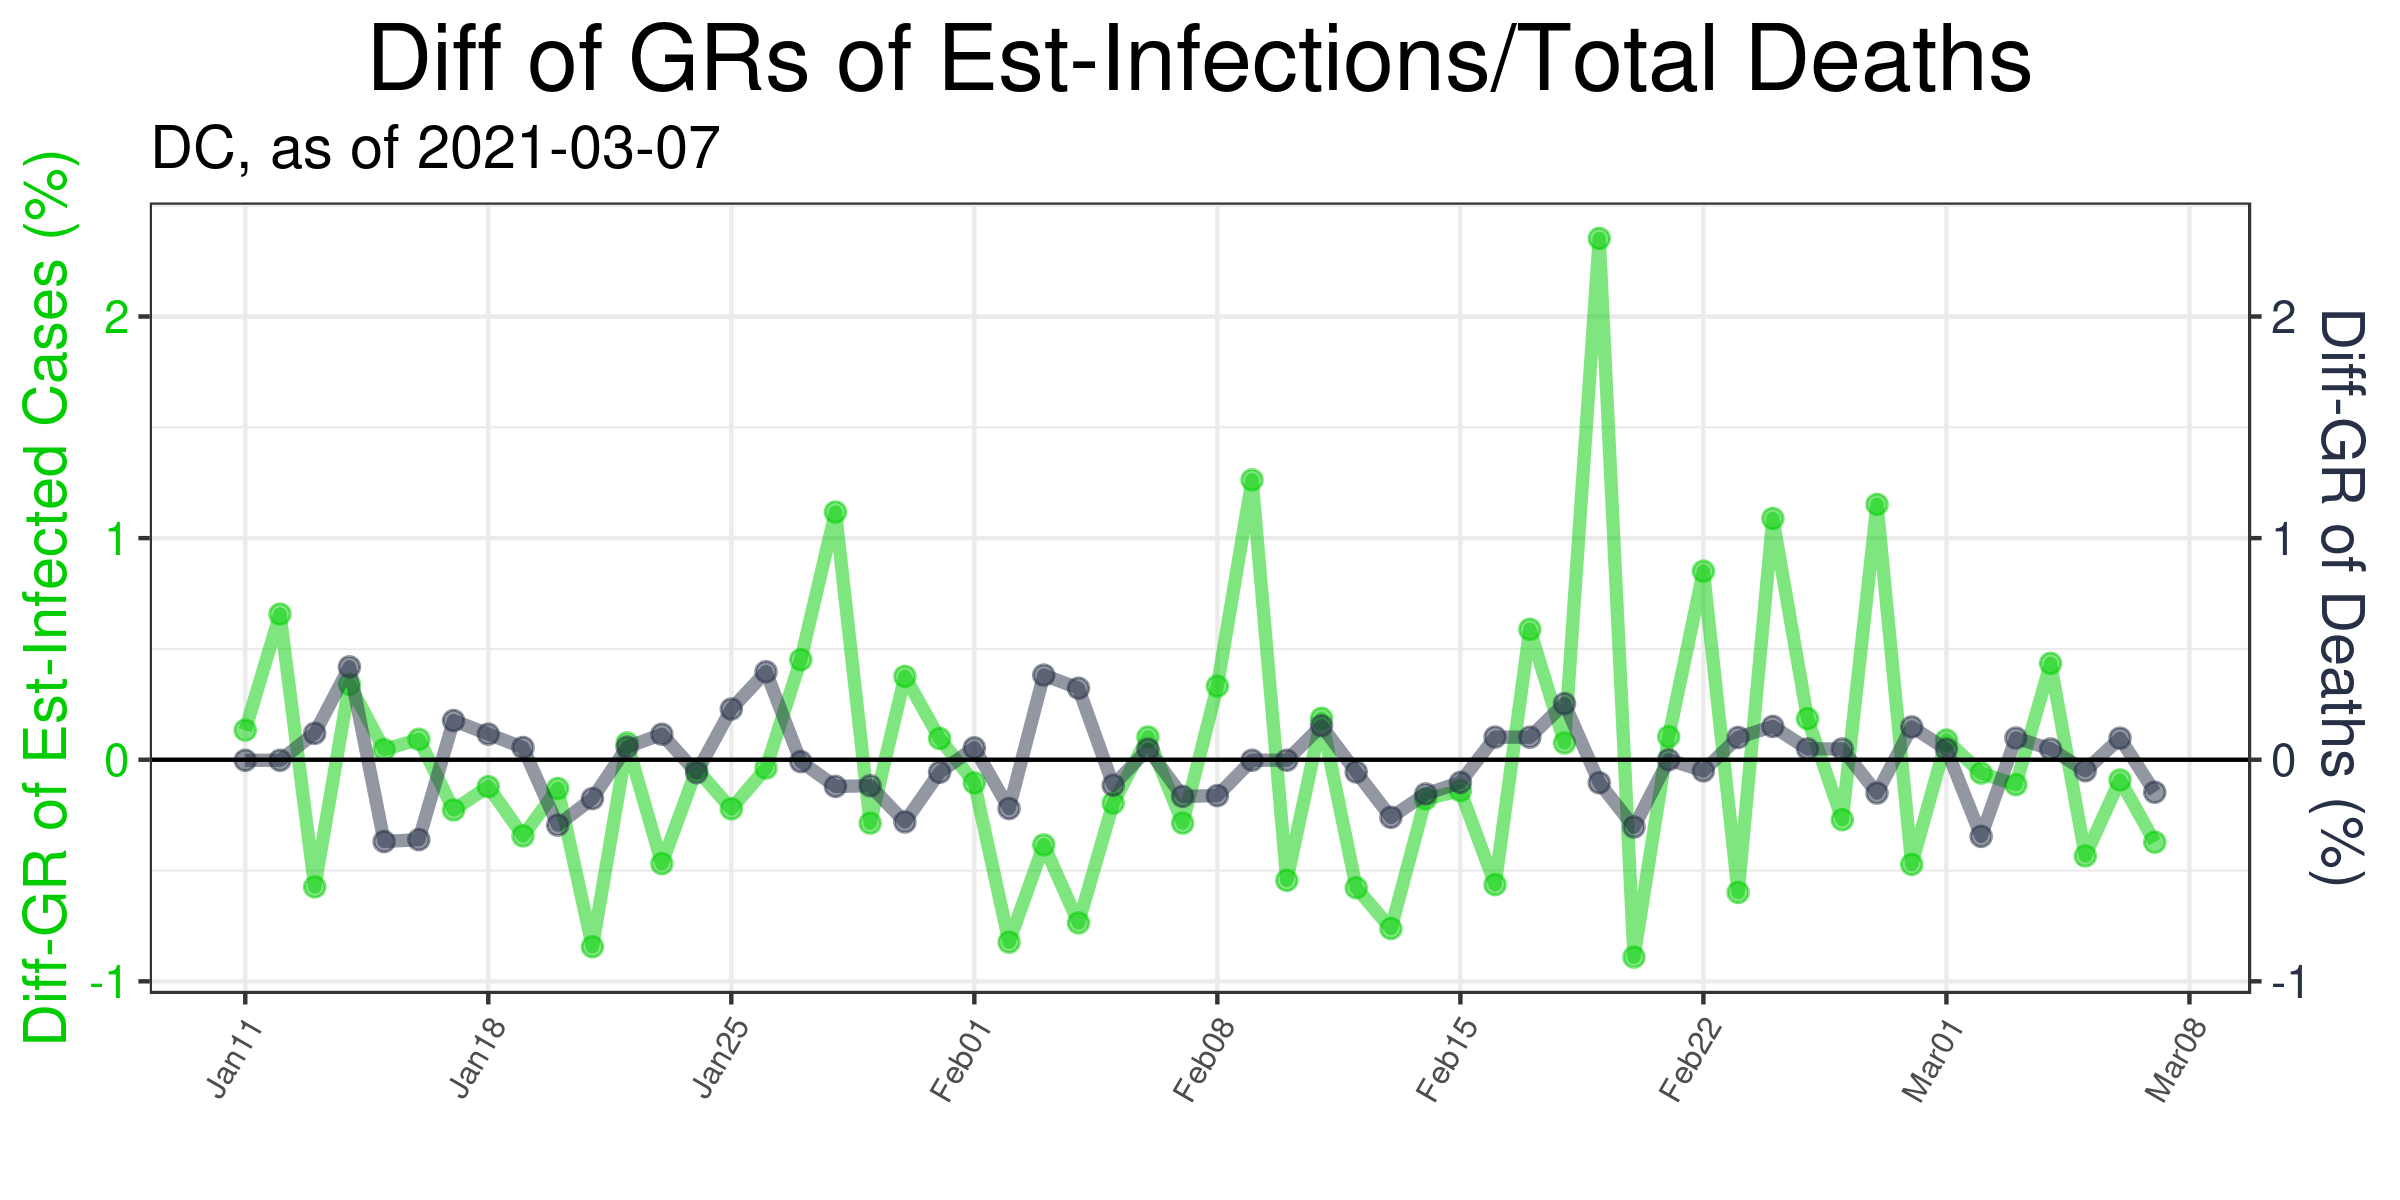 Diff of GRs of Est-Infections/Total Deaths
DC, as of 2021-03-07
Diff-GR of Est-Infected Cases (%)
2
1
0
-1
2
1
0
-1
Diff-GR of Deaths (%)
Jan11
Jan18
Jan25
Feb01
Feb08
Feb15
Feb22
Mar01
Mar08